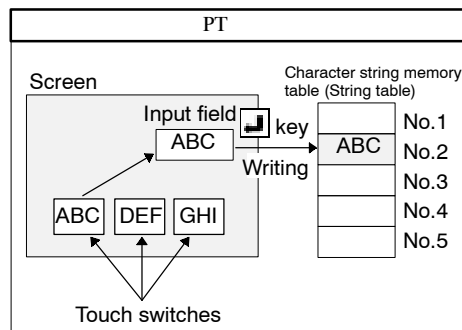 PT
Screen
Character string memory
table (String table)
Input field
key
ABC
Writing
No.1
ABC
No.2
No.3
No.4
No.5
ABC
DEF
GHI
Touch switches